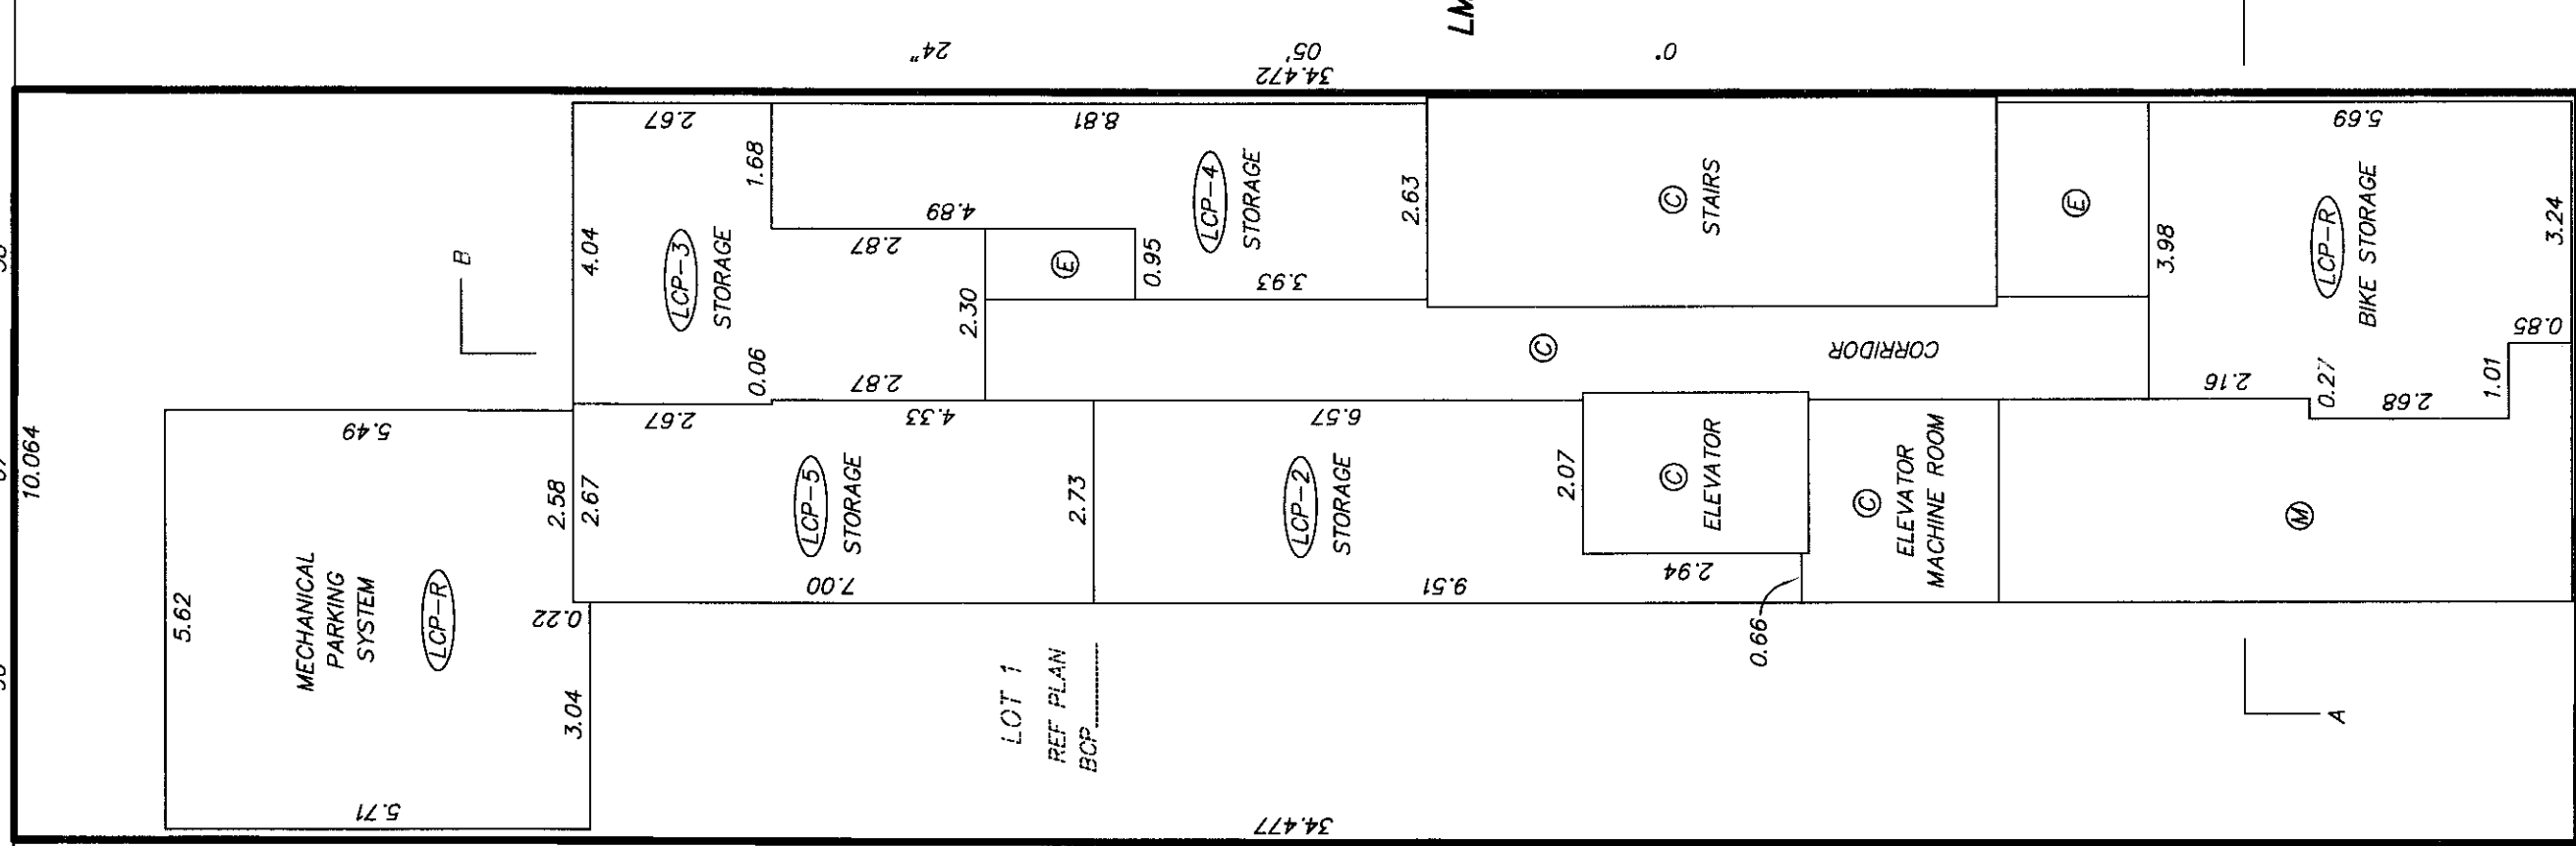 24"
05'
0°
34.472
LM
10.064
5.49
5.62
MECHANICAL
PARKING
SYSTEM
LCP-R
2.58
0.22
3.04
5.71
B
2.67
4.04
1.68
LCP-3
STORAGE
0.06
2.87
2.87
2.30
2.67
2.67
4.33
LCP-5
STORAGE
2.73
7.00
8.81
4.89
E
0.95
LCP-4
STORAGE
3.93
2.63
6.57
LCP-2
STORAGE
9.51
2.07
2.94
0.66
C
STAIRS
C
CORRIDOR
C
ELEVATOR
C
ELEVATOR
MACHINE ROOM
E
3.98
5.69
LCP-R
BIKE STORAGE
3.24
0.85
2.16
0.27
2.68
1.01
M
LOT 1
REF PLAN
BCP
A
34.477